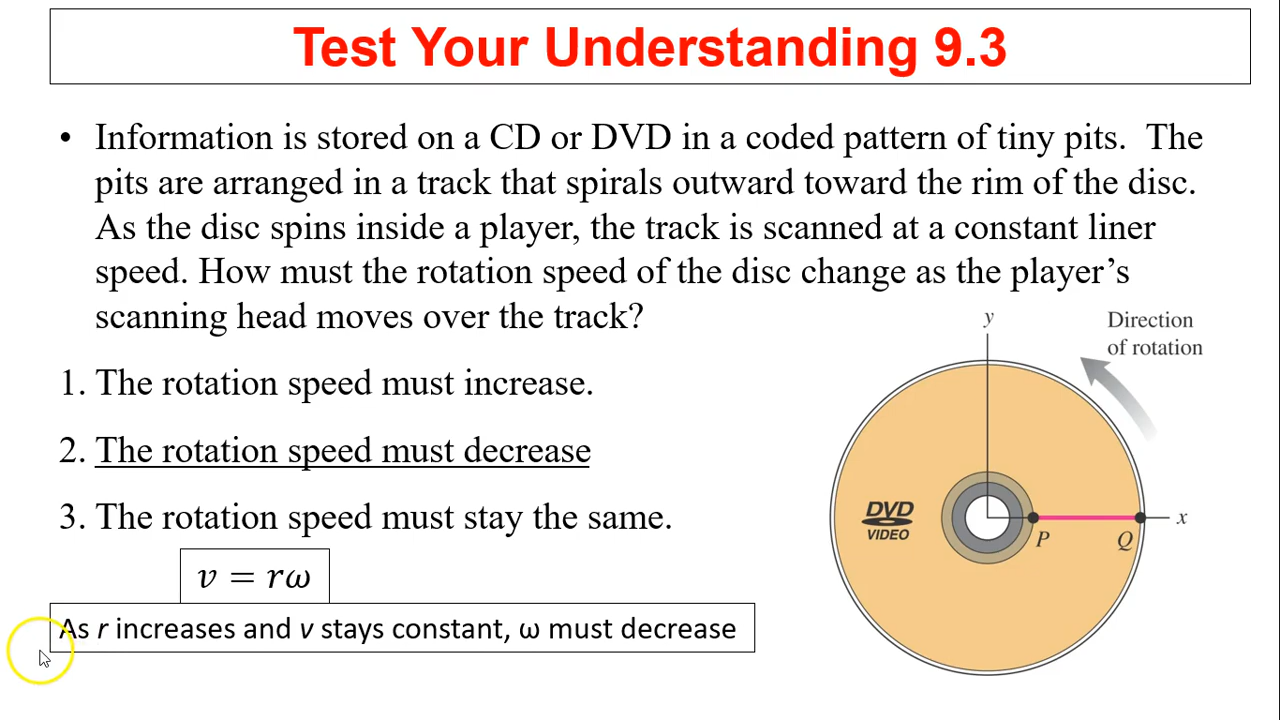 Test Your Understanding 9.3
• Information is stored on a CD or DVD in a coded pattern of tiny pits. The
pits are arranged in a track that spirals outward toward the rim of the disc.
As the disc spins inside a player, the track is scanned at a constant liner
speed. How must the rotation speed of the disc change as the player’s
scanning head moves over the track?
1. The rotation speed must increase.
2. The rotation speed must decrease
3. The rotation speed must stay the same.
v = rω
As r increases and v stays constant, ω must decrease
y
Direction
of rotation
DVD
VIDEO
P
Q
x